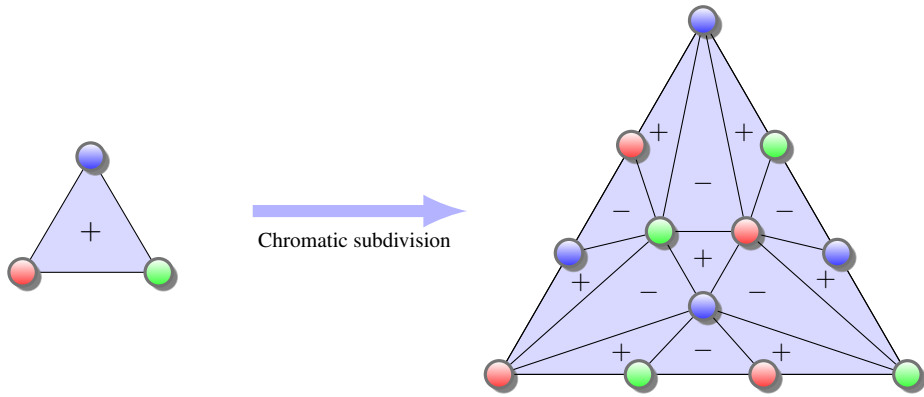 +
Chromatic subdivision
+ +
−
− −
+
+ − − +
+ − +